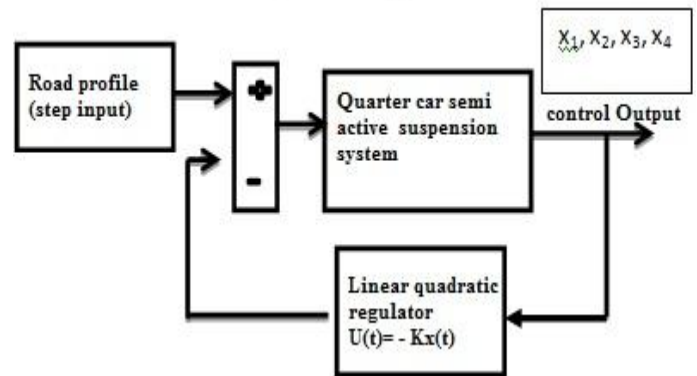 Road profile
(step input)
+
-
Quarter car semi
active suspension
system
X₁, X₂, X₃, X₄
control Output
Linear quadratic
regulator
U(t)= - Kx(t)